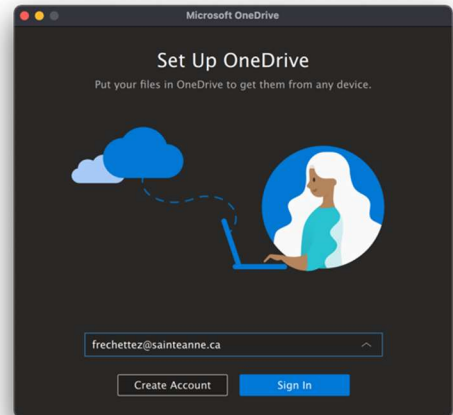 Microsoft OneDrive
Set Up OneDrive
Put your files in OneDrive to get them from any device.
frechettez@sainteanne.ca
Create Account
Sign In